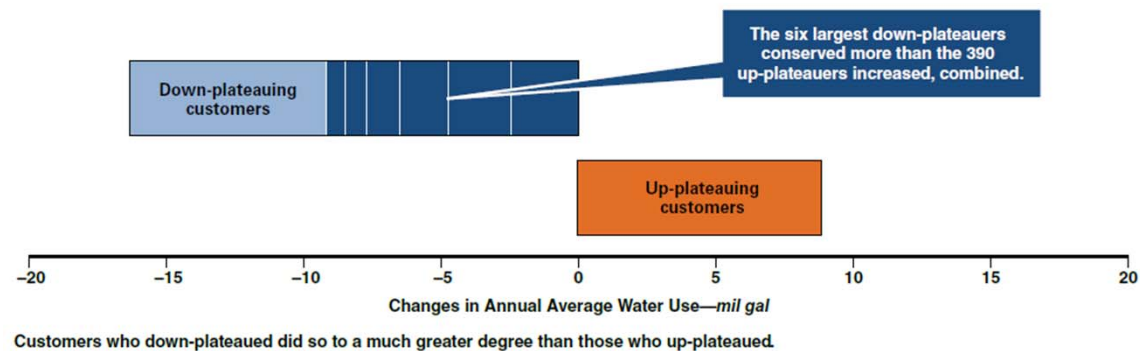 The six largest down-plateauers
conserved more than the 390
up-plateauers increased, combined.
Down-plateauing
customers
Up-plateauing
customers
–20 –15 –10 –5 0 5 10 15 20
Changes in Annual Average Water Use—mil gal
Customers who down-plateaued did so to a much greater degree than those who up-plateaued.